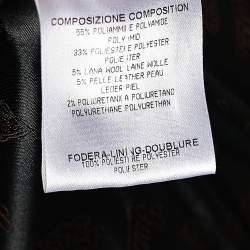 COMPOSIZIONE COMPOSITION
55% POLIAMMIDE POLYAMIDE
POLYAMID
33% POLIESTERE POLYESTER
POLIESTER
5% LANA WOOL LAINE WOLLE
5% PELLE LEATHER PEAU
LEDER PIEL
2% POLIURETANO POLIURETANO
POLYURETHANE POLYURETHAN
FODERA-LINING-DOUBLURE
100% POLIESTERE POLYESTER
POLIESTER